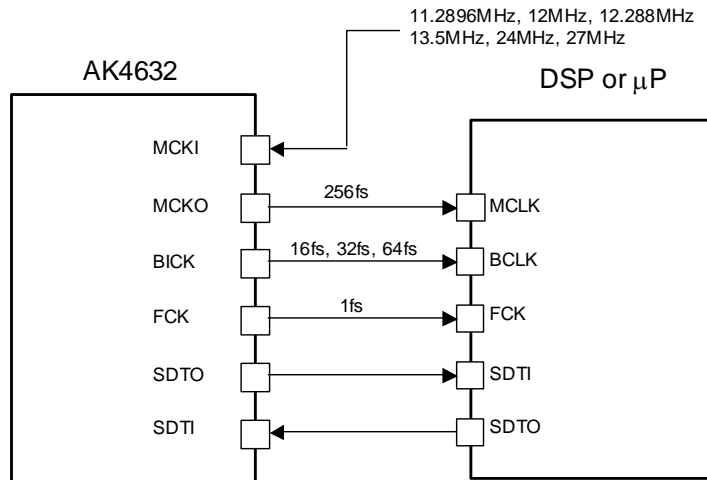 11.2896MHz, 12MHz, 12.288MHz
13.5MHz, 24MHz, 27MHz
AK4632
DSP or μP
MCKI
MCKO
256fs
MCLK
BICK
16fs, 32fs, 64fs
BCLK
FCK
1fs
FCK
SDTO
SDTI
SDTI
SDTO